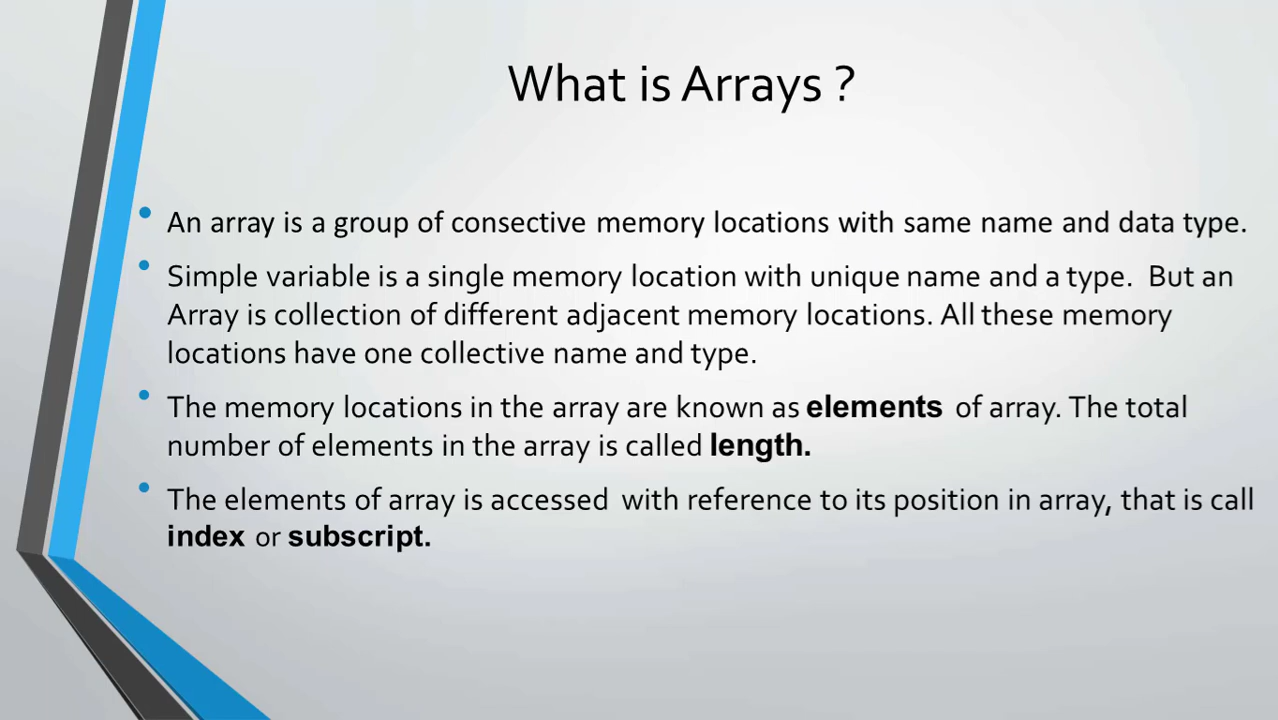 What is Arrays ?
• An array is a group of consective memory locations with same name and data type.
• Simple variable is a single memory location with unique name and a type. But an
Array is collection of different adjacent memory locations. All these memory
locations have one collective name and type.
• The memory locations in the array are known as elements of array. The total
number of elements in the array is called length.
• The elements of array is accessed with reference to its position in array, that is call
index or subscript.